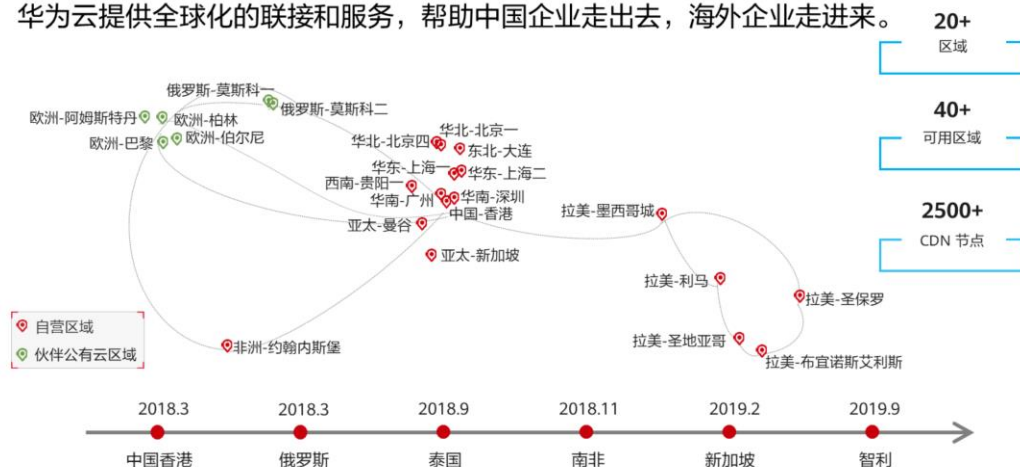 华为云提供全球化的联接和服务，帮助中国企业走出去，海外企业走进来。
20+
区域
40+
可用区域
2500+
CDN 节点
俄罗斯-莫斯科一
俄罗斯-莫斯科二
欧洲-阿姆斯特丹
欧洲-柏林
欧洲-巴黎
欧洲-伯尔尼
华北-北京一
华北-北京四
东北-大连
华东-上海一
华东-上海二
西南-贵阳一
华南-广州
华南-深圳
中国-香港
亚太-曼谷
亚太-新加坡
拉美-墨西哥城
拉美-利马
拉美-圣保罗
拉美-圣地亚哥
拉美-布宜诺斯艾利斯
非洲-约翰内斯堡
自营区域
伙伴公有云区域
2018.3
2018.3
2018.9
2018.11
2019.2
2019.9
中国香港
俄罗斯
泰国
南非
新加坡
智利